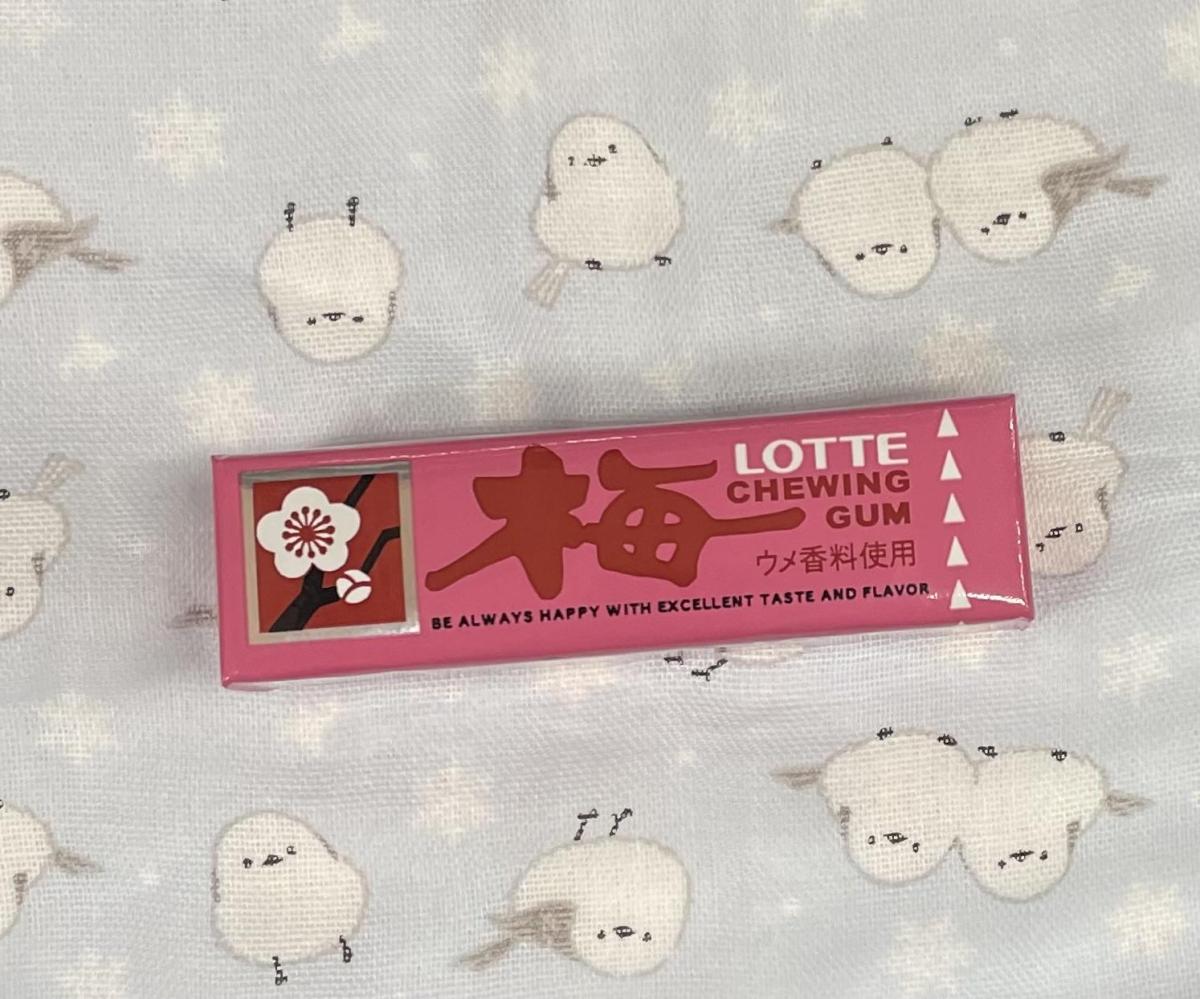 梅
LOTTE
CHEWING
GUM
ウメ香料使用
BE ALWAYS HAPPY WITH EXCELLENT TASTE AND FLAVOR